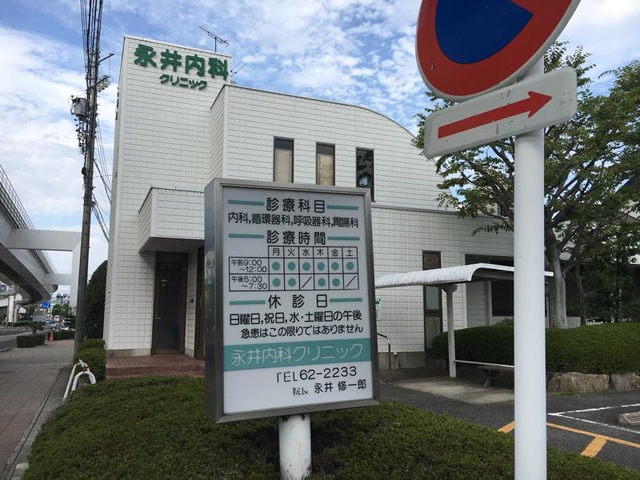 永井内科
クリニック
診療科目
内科,循環器科,呼吸器科,胃腸科
診療時間
月火水木金土
午前9:00
～12:00
午後5:00
～7:30
休診日
日曜日,祝日,水・土曜日の午後
急患はこの限りではありません
永井内科クリニック
TEL62-2233
院長 永井 修一郎